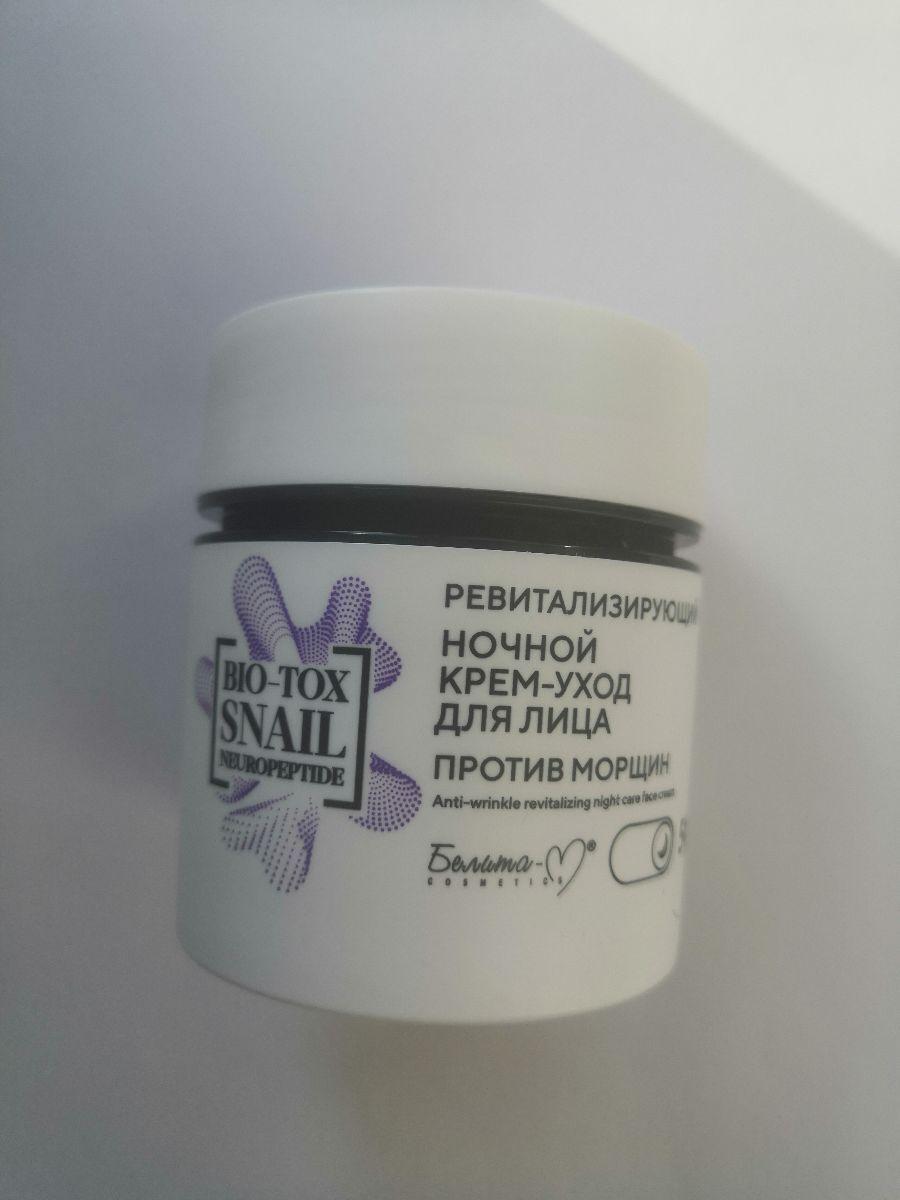 BIO-TOX
SNAIL
NEUROPEPTIDE
РЕВИТАЛИЗИРУЮЩИЙ
НОЧНОЙ
КРЕМ-УХОД
ДЛЯ ЛИЦА
ПРОТИВ МОРЩИН
Anti-wrinkle revitalizing night care face cream
Белита-М®
COSMETICS